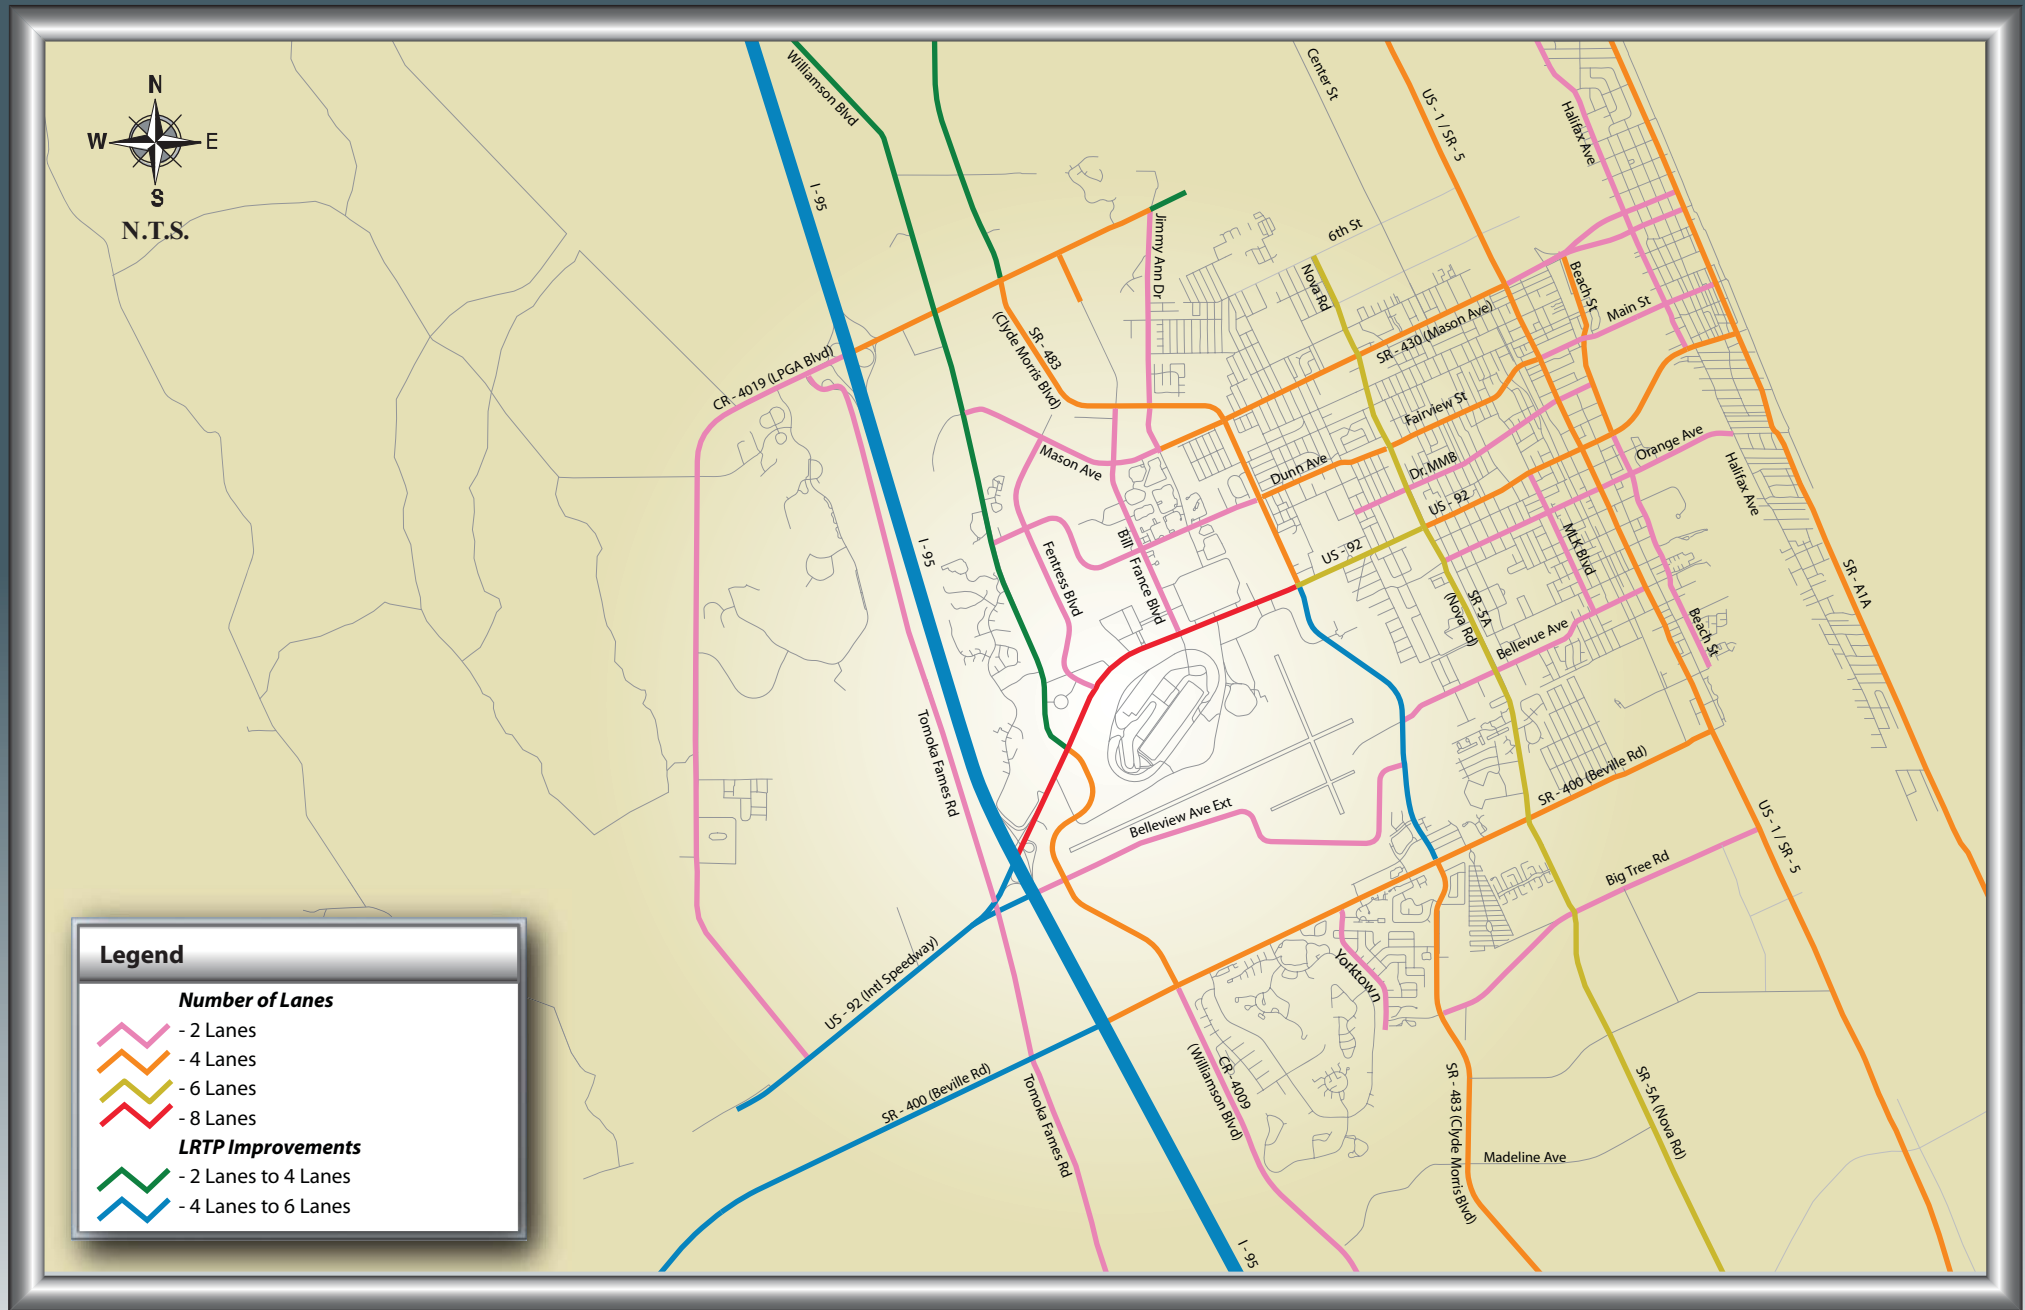 N
W
E
S
N.T.S.
Williamson Blvd
I - 95
Center St
US - 1 / SR - 5
Halifax Ave
6th St
Jimmy Ann Dr
Nova Rd
Beach St
Main St
SR - 430 (Mason Ave)
SR - 483
(Clyde Morris Blvd)
CR - 4019 (LPGA Blvd)
Fairview St
Mason Ave
Dunn Ave
Dr. MMB
Orange Ave
Halifax Ave
US - 92
US - 92
I - 95
Fentress Blvd
Bill France Blvd
MLK Blvd
SR - A1A
SR - 5A
(Nova Rd)
Bellevue Ave
Beach St
Tomoka Fames Rd
SR - 400 (Beville Rd)
Belleview Ave Ext
US - 1 / SR - 5
Big Tree Rd
Yorktown
US - 92 (Intl Speedway)
SR - 400 (Beville Rd)
Tomoka Fames Rd
CR - 4009
(Williamson Blvd)
SR - 483 (Clyde Morris Blvd)
SR -5A (Nova Rd)
Madeline Ave
I - 95
Legend
Number of Lanes
- 2 Lanes
- 4 Lanes
- 6 Lanes
- 8 Lanes
LRTP Improvements
- 2 Lanes to 4 Lanes
- 4 Lanes to 6 Lanes